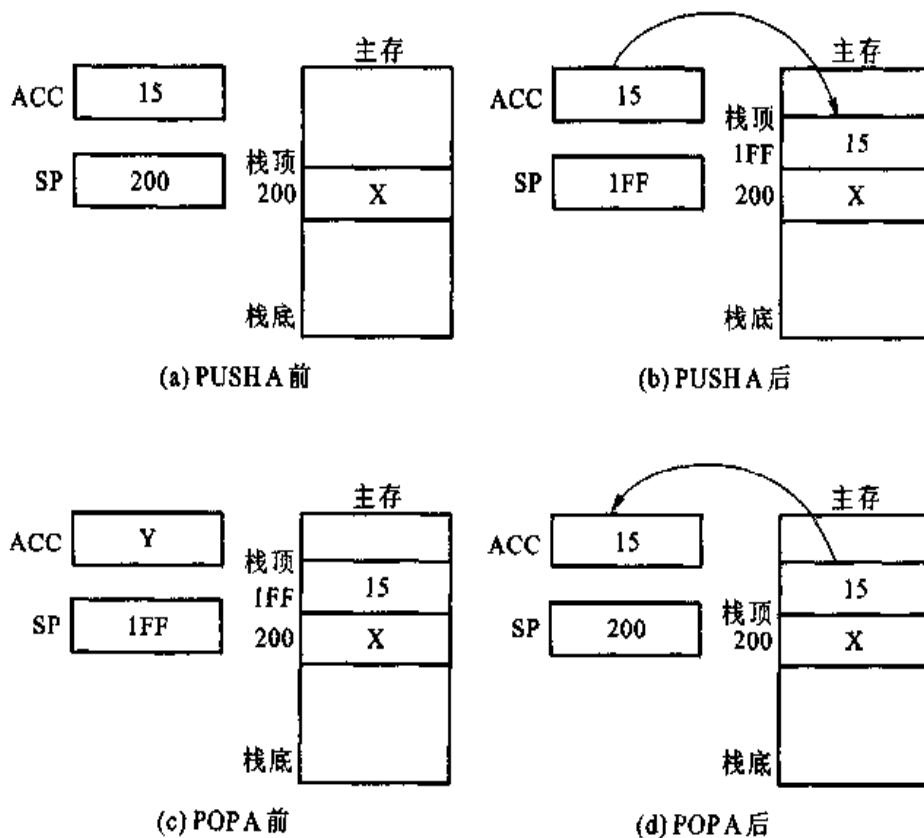 主存
ACC 15
栈顶
SP 200
200 X
栈底
(a) PUSH A 前
主存
ACC 15
栈顶
1FF 15
SP 1FF
200 X
栈底
(b) PUSH A 后
主存
ACC Y
栈顶
1FF 15
SP 1FF
200 X
栈底
(c) POP A 前
主存
ACC 15
15
栈顶
SP 200
200 X
栈底
(d) POP A 后